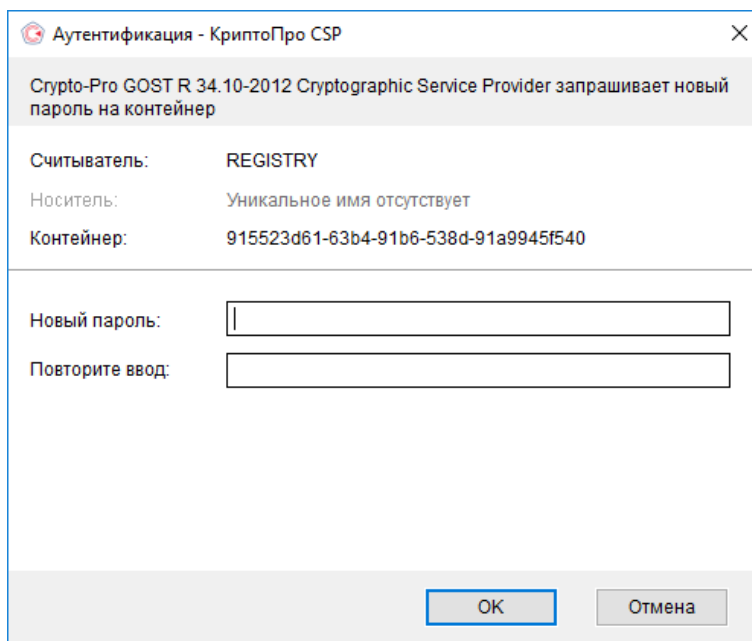 Аутентификация - КриптоПро CSP
Crypto-Pro GOST R 34.10-2012 Cryptographic Service Provider запрашивает новый
пароль на контейнер
Считыватель: REGISTRY
Носитель: Уникальное имя отсутствует
Контейнер: 915523d61-63b4-91b6-538d-91a9945f540
Новый пароль:
Повторите ввод:
OK Отмена